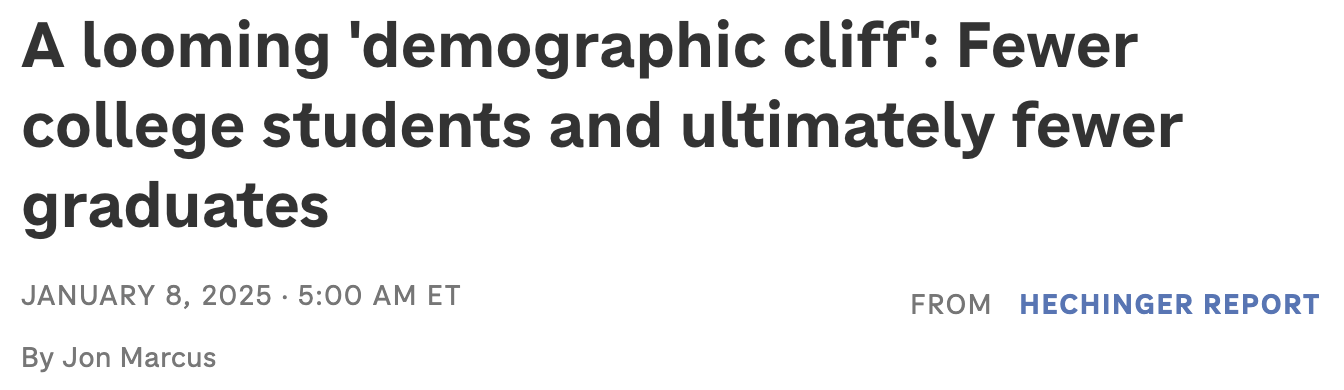 A looming 'demographic cliff': Fewer
college students and ultimately fewer
graduates
JANUARY 8, 2025 · 5:00 AM ET
FROM HECHINGER REPORT
By Jon Marcus